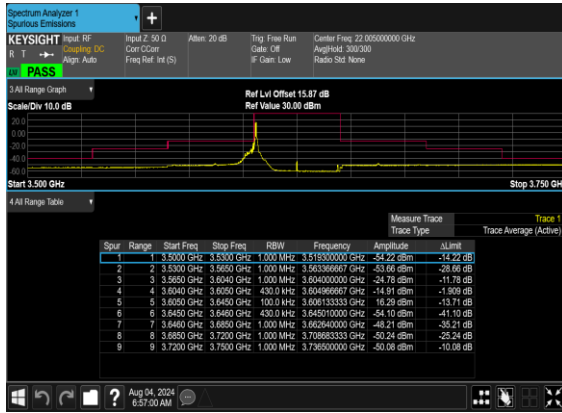 Spectrum Analyzer 1
Spurious Emissions
+
KEYSIGHT Input: RF Input Z: 50 Ω Atten: 20 dB Trig: Free Run Center Freq: 22.005000000 GHz
R T Coupling: DC Corr CCorr Gate: Off Avg|Hold: 300/300
Align: Auto Freq Ref: Int (S) IF Gain: Low Radio Std: None
PASS
3 All Range Graph
Ref Lvl Offset 15.87 dB
Scale/Div 10.0 dB Ref Value 30.00 dBm
20.0
0.00
-20.0
-40.0
-60.0
Start 3.500 GHz Stop 3.750 GH
4 All Range Table
Measure Trace Trace 1
Trace Type Trace Average (Active)
Spur Range Start Freq Stop Freq RBW Frequency Amplitude ΔLimit
1 1 3.5000 GHz 3.5300 GHz 1.000 MHz 3.519300000 GHz -54.22 dBm -14.22 dB
2 2 3.5300 GHz 3.5650 GHz 1.000 MHz 3.563366667 GHz -53.66 dBm -28.66 dB
3 3 3.5650 GHz 3.6040 GHz 1.000 MHz 3.604000000 GHz -24.78 dBm -11.78 dB
4 4 3.6040 GHz 3.6050 GHz 430.0 kHz 3.604966667 GHz -14.91 dBm -1.909 dB
5 5 3.6050 GHz 3.6450 GHz 100.0 kHz 3.606133333 GHz 16.29 dBm -13.71 dB
6 6 3.6450 GHz 3.6460 GHz 430.0 kHz 3.645010000 GHz -54.10 dBm -41.10 dB
7 7 3.6460 GHz 3.6850 GHz 1.000 MHz 3.662640000 GHz -48.21 dBm -35.21 dB
8 8 3.6850 GHz 3.7200 GHz 1.000 MHz 3.708683333 GHz -50.24 dBm -25.24 dB
9 9 3.7200 GHz 3.7500 GHz 1.000 MHz 3.736500000 GHz -50.08 dBm -10.08 dB
? Aug 04, 2024
6:57:00 AM